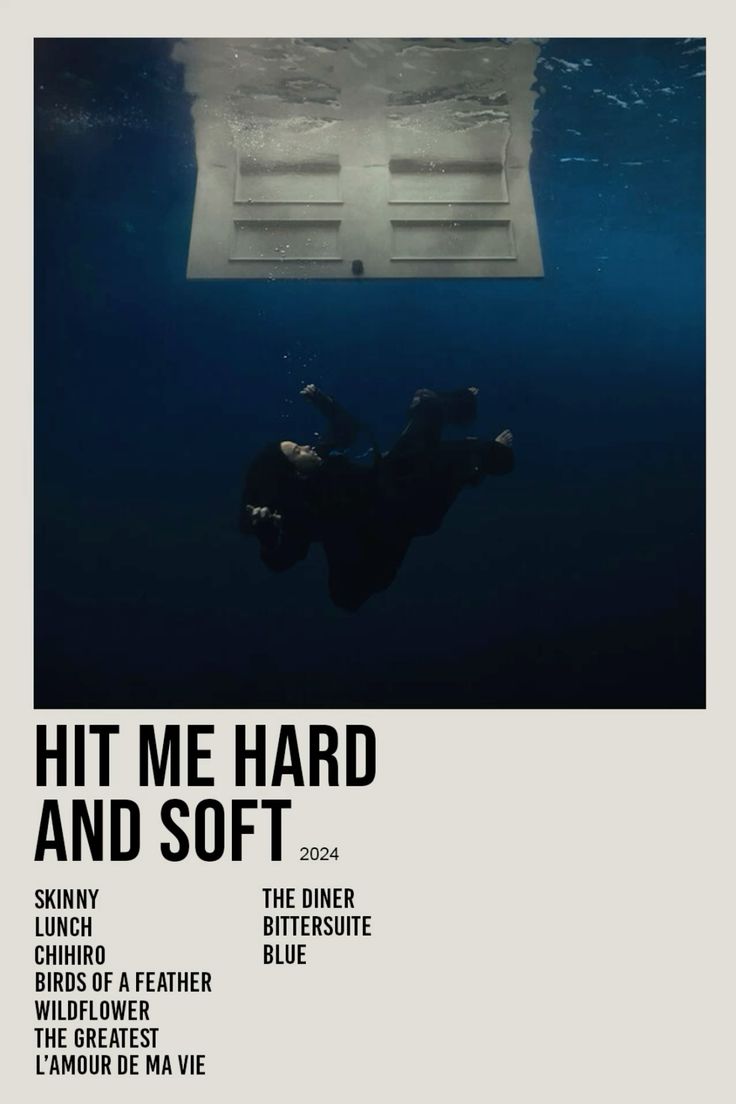 HIT ME HARD
AND SOFT 2024
SKINNY
LUNCH
CHIHIRO
BIRDS OF A FEATHER
WILDFLOWER
THE GREATEST
L’AMOUR DE MA VIE
THE DINER
BITTERSUITE
BLUE